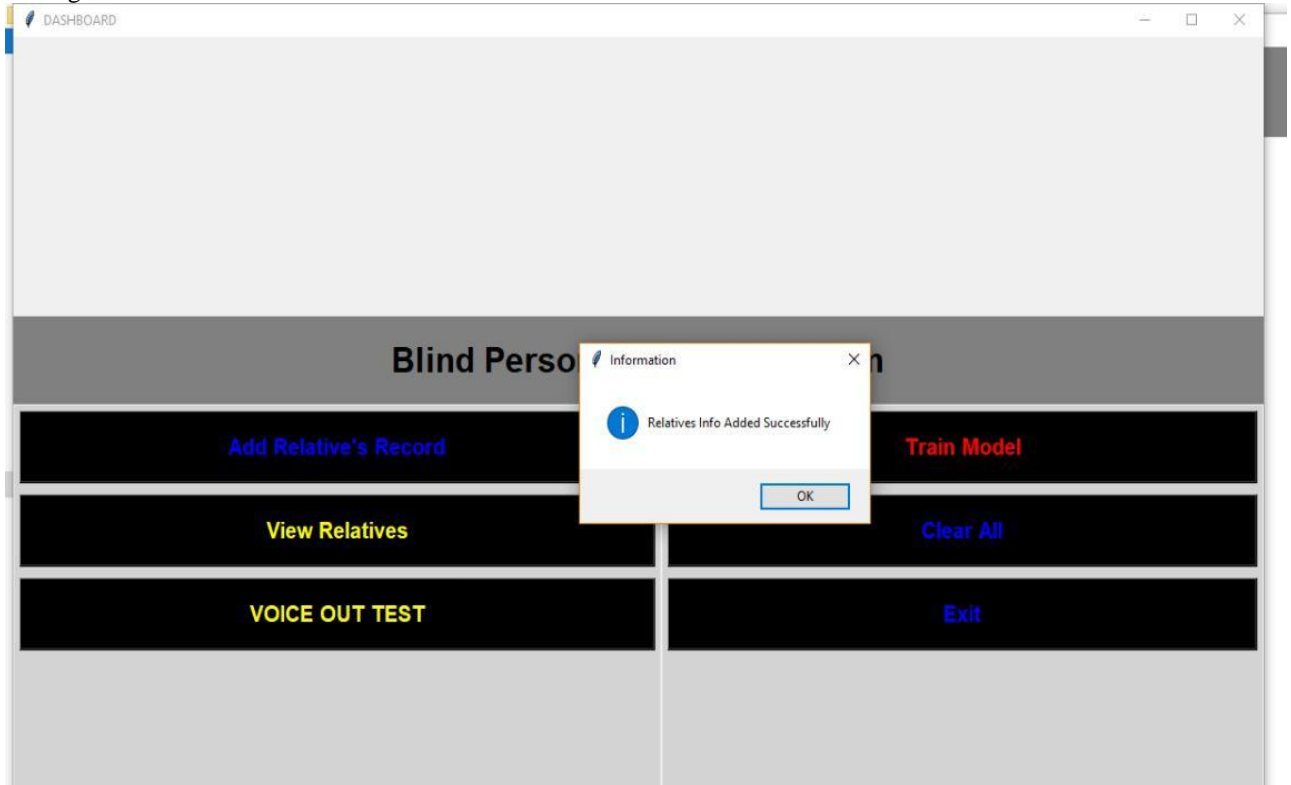 DASHBOARD
Blind Perso
Information
Relatives Info Added Successfully
OK
Add Relative's Record
Train Model
View Relatives
Clear All
VOICE OUT TEST
Exit